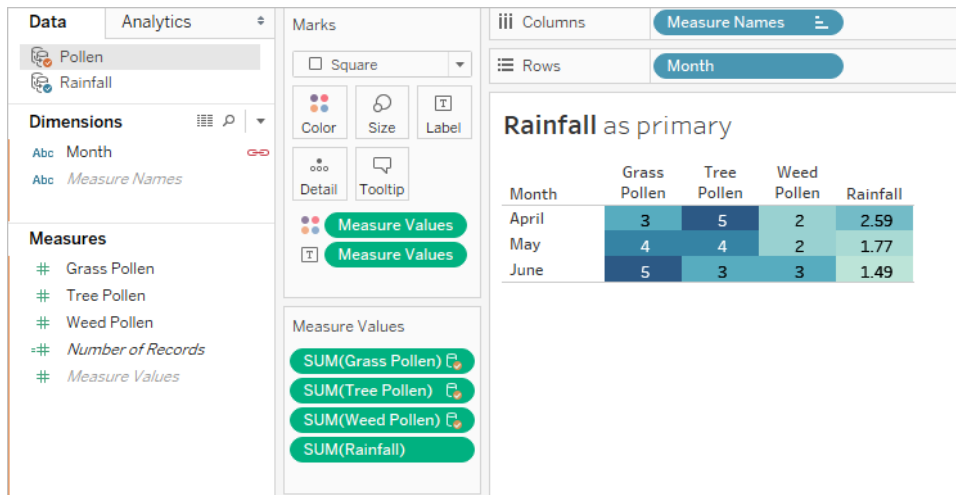 Data Analytics
Pollen
Rainfall
Dimensions
Abc Month
Abc Measure Names
Measures
# Grass Pollen
# Tree Pollen
# Weed Pollen
=# Number of Records
# Measure Values
Marks
Square
Color Size Label
Detail Tooltip
Measure Values
T Measure Values
Measure Values
SUM(Grass Pollen)
SUM(Tree Pollen)
SUM(Weed Pollen)
SUM(Rainfall)
Columns Measure Names
Rows Month
Rainfall as primary
Month Grass Pollen Tree Pollen Weed Pollen Rainfall
April 3 5 2 2.59
May 4 4 2 1.77
June 5 3 3 1.49